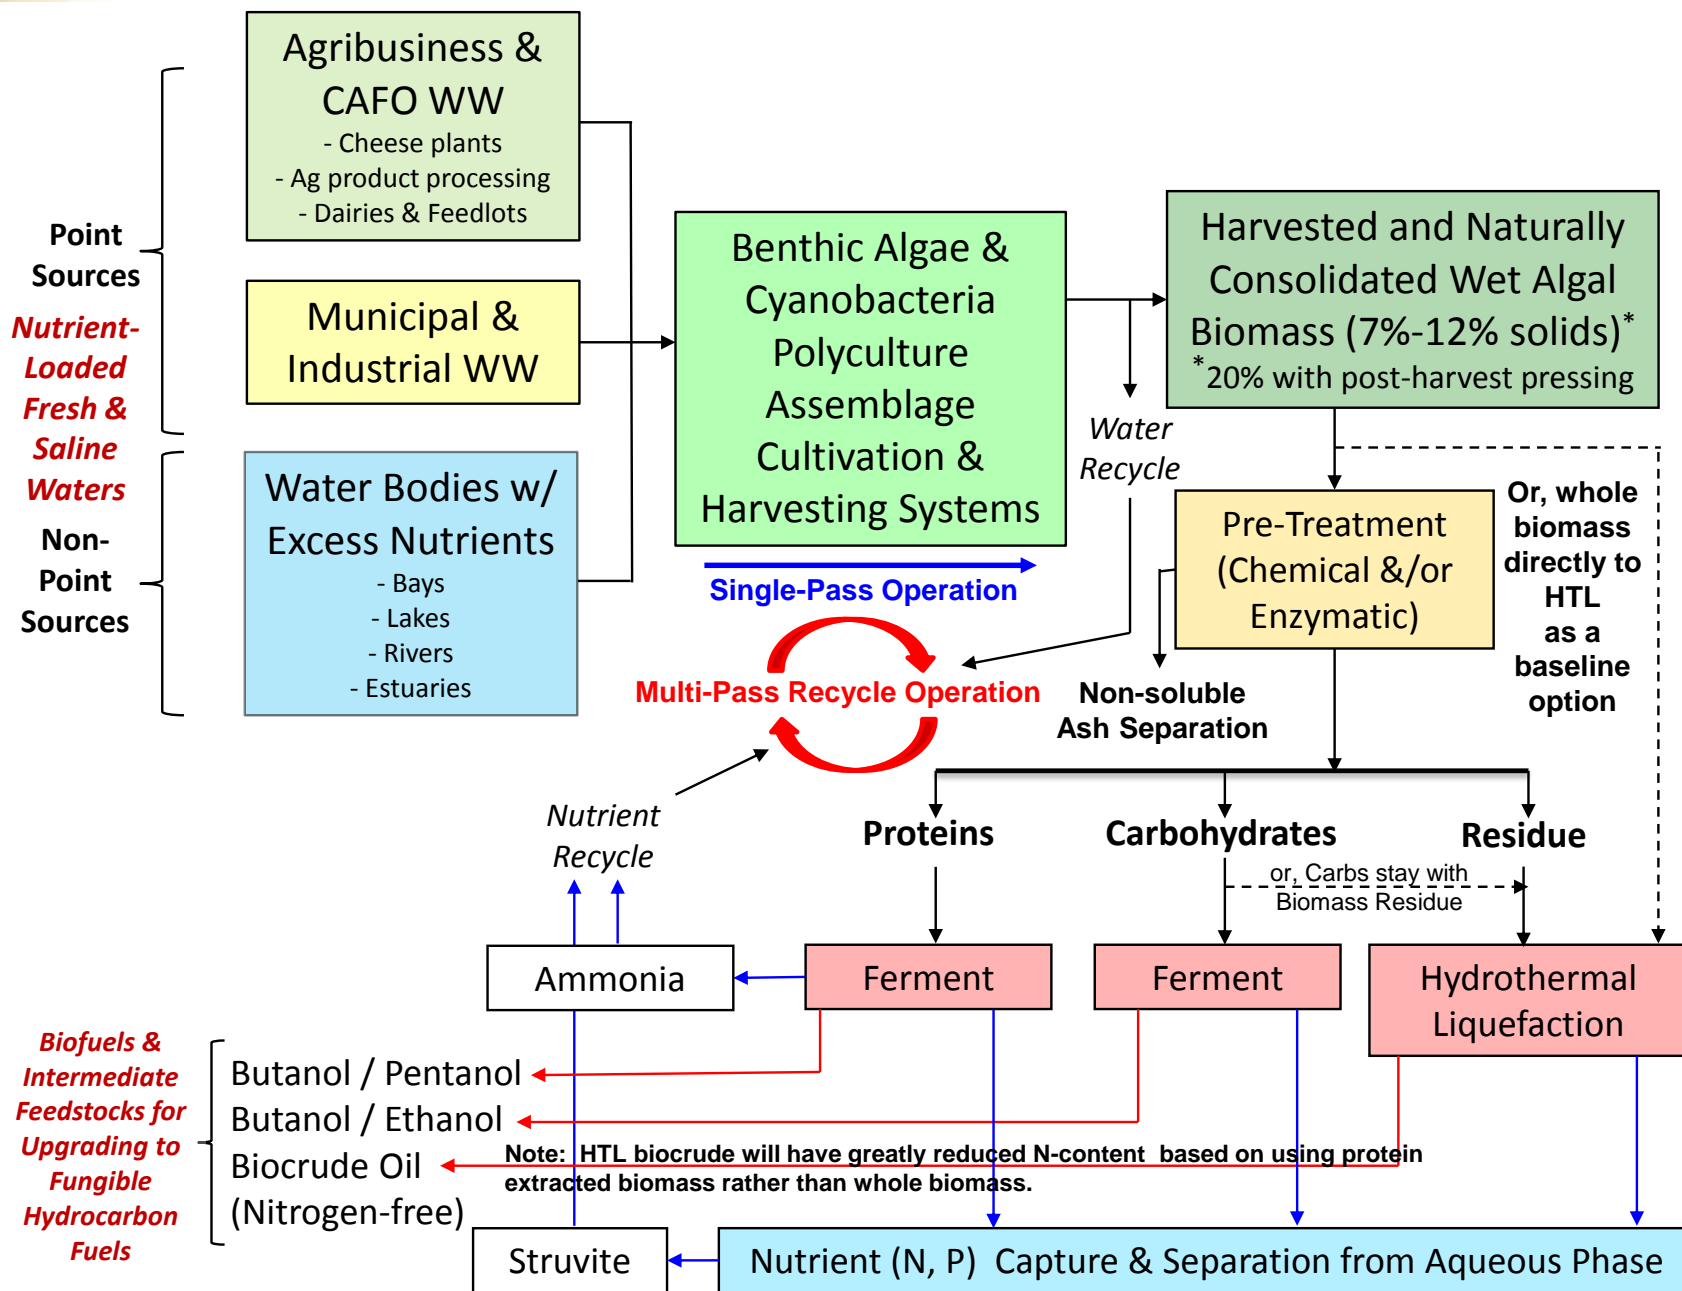 Agribusiness &
CAFO WW
- Cheese plants
- Ag product processing
- Dairies & Feedlots
Point
Sources
Nutrient-
Loaded
Fresh &
Saline
Waters
Non-
Point
Sources
Municipal &
Industrial WW
Water Bodies w/
Excess Nutrients
- Bays
- Lakes
- Rivers
- Estuaries
Benthic Algae &
Cyanobacteria
Polyculture
Assemblage
Cultivation &
Harvesting Systems
Single-Pass Operation
Multi-Pass Recycle Operation
Water
Recycle
Harvested and Naturally
Consolidated Wet Algal
Biomass (7%-12% solids)*
*20% with post-harvest pressing
Pre-Treatment
(Chemical &/or
Enzymatic)
Or, whole
biomass
directly to
HTL
as a
baseline
option
Non-soluble
Ash Separation
Nutrient
Recycle
Proteins
Carbohydrates
Residue
or, Carbs stay with
Biomass Residue
Ammonia
Ferment
Ferment
Hydrothermal
Liquefaction
Biofuels &
Intermediate
Feedstocks for
Upgrading to
Fungible
Hydrocarbon
Fuels
Butanol / Pentanol
Butanol / Ethanol
Biocrude Oil
(Nitrogen-free)
Note:  HTL biocrude will have greatly reduced N-content  based on using protein
extracted biomass rather than whole biomass.
Struvite
Nutrient (N, P)  Capture & Separation from Aqueous Phase